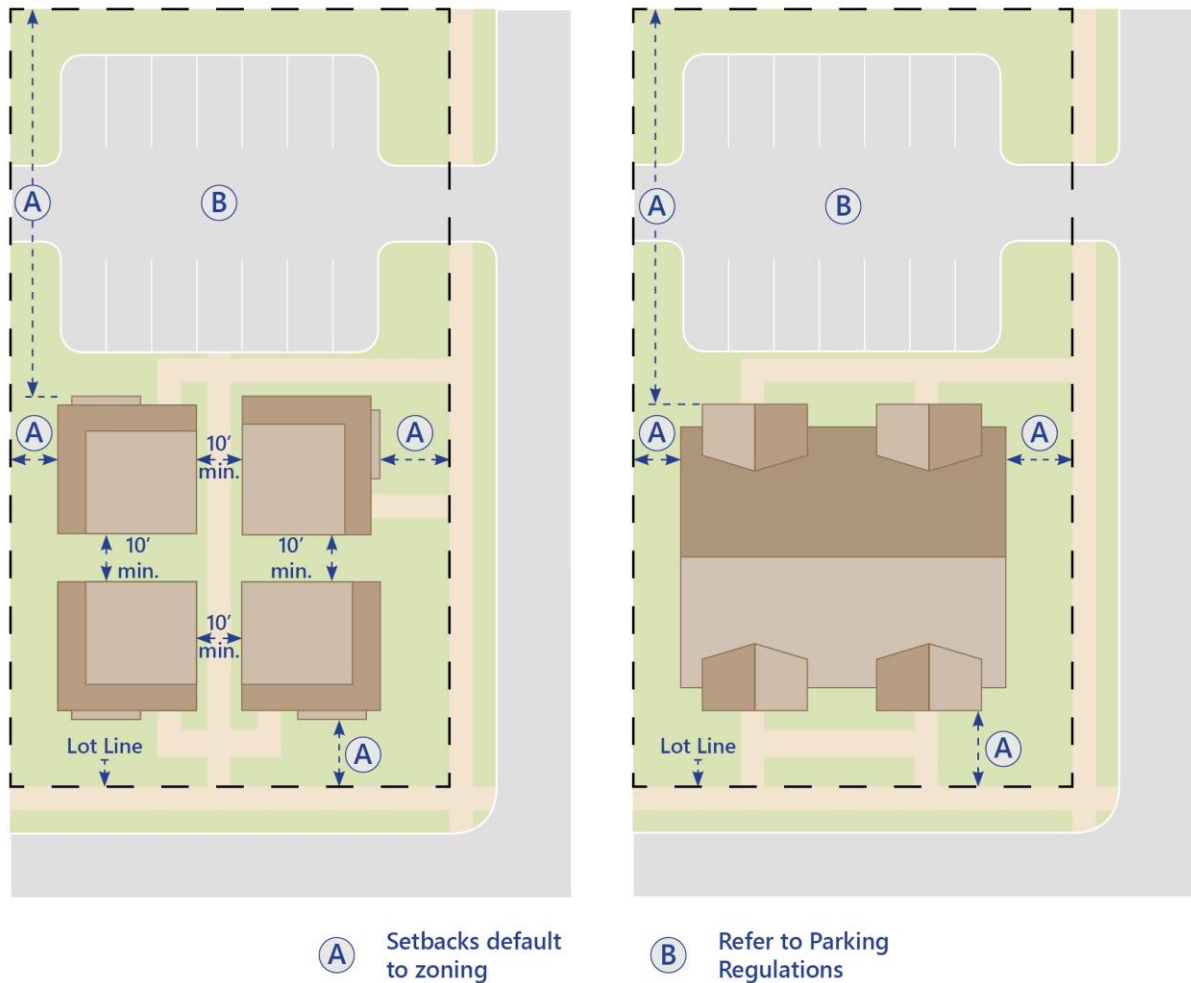 A
B
A
A
10'
min.
10'
min.
10'
min.
10'
min.
Lot Line
A
A
B
A
A
Lot Line
A
A Setbacks default
to zoning
B Refer to Parking
Regulations